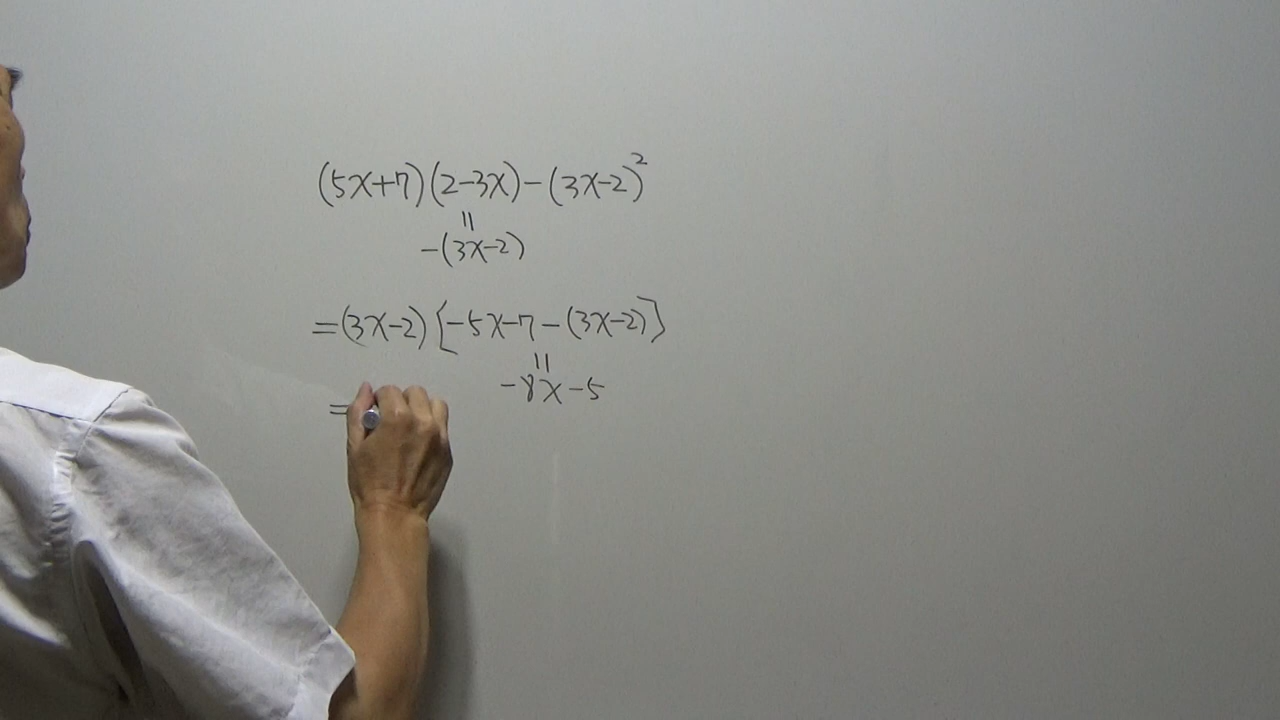 (5x+7)(2-3x)-(3x-2)²
=
-(3x-2)
=(3x-2)[-5x-7-(3x-2)]
=
-8x-5
=